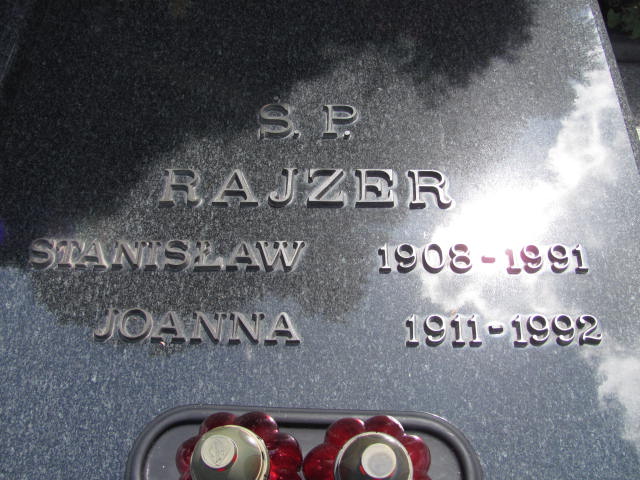 Ś. P.
RAJZER
STANISŁAW 1908-1991
JOANNA 1911-1992